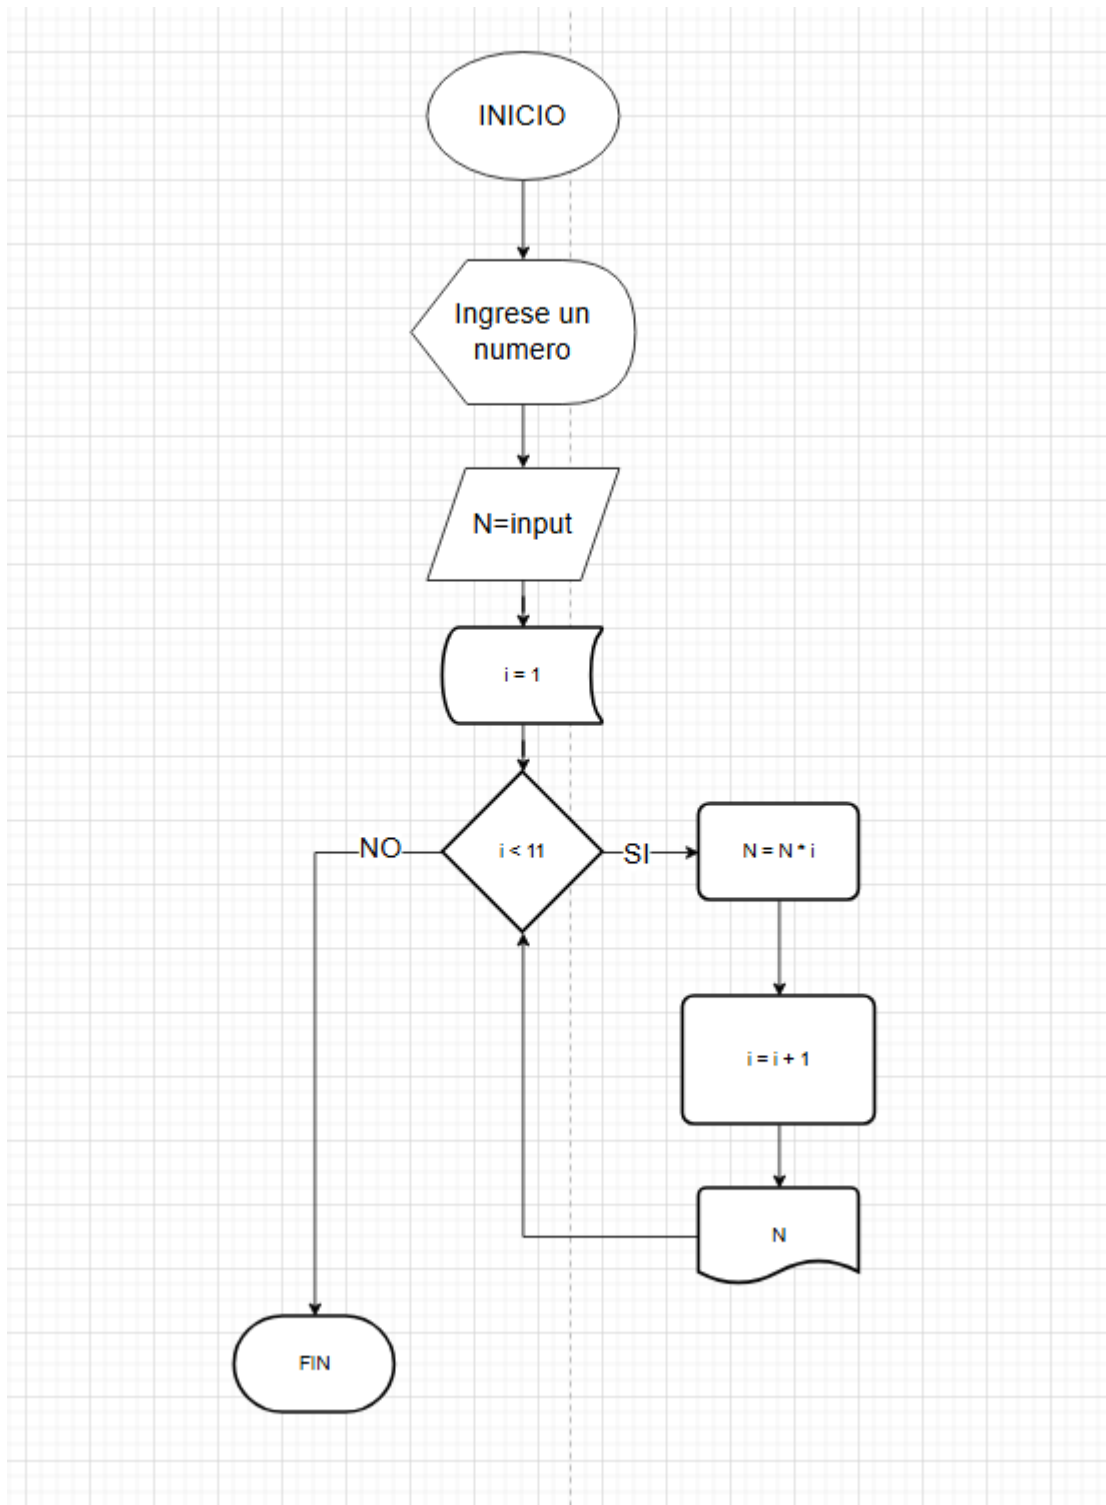 INICIO
Ingrese un
numero
N=input
i = 1
i < 11
NO
SI
N = N * i
i = i + 1
N
FIN